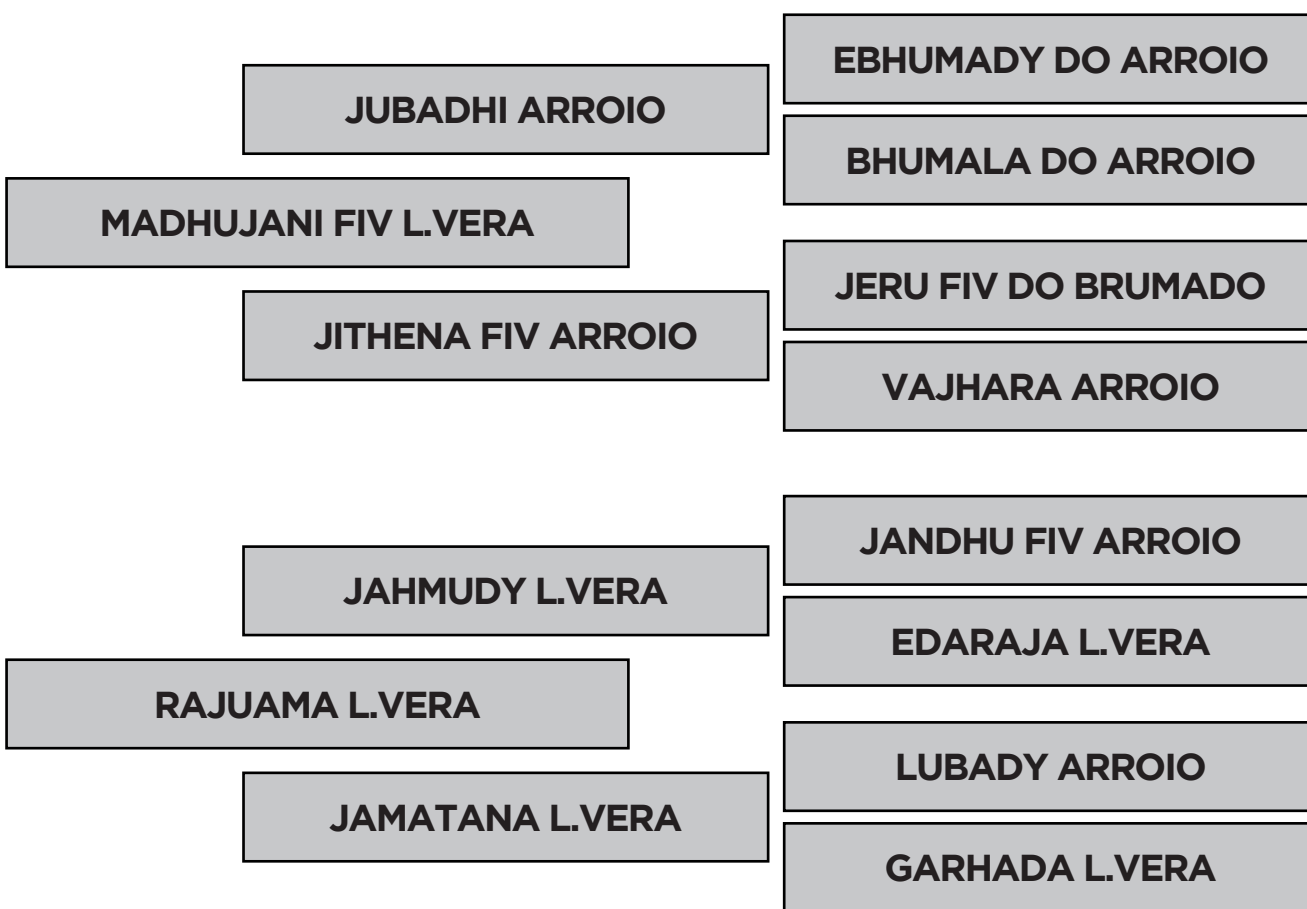 EBHUMADY DO ARROIO
JUBADHI ARROIO
BHUMALA DO ARROIO
MADHUJANI FIV L.VERA
JERU FIV DO BRUMADO
JITHENA FIV ARROIO
VAJHARA ARROIO
JANDHU FIV ARROIO
JAHMUDY L.VERA
EDARAJA L.VERA
RAJUAMA L.VERA
LUBADY ARROIO
JAMATANA L.VERA
GARHADA L.VERA